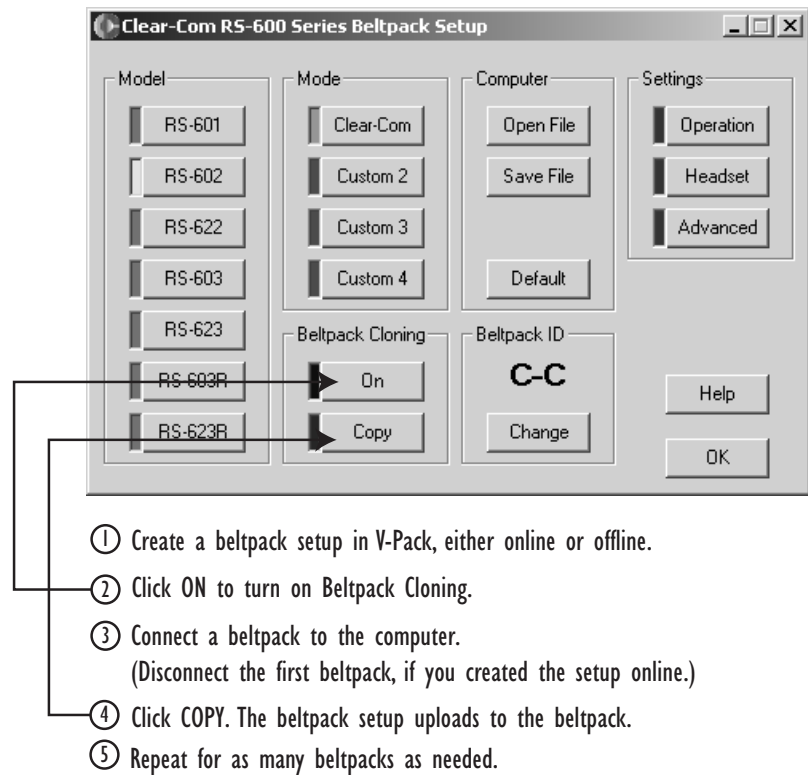 Clear-Com RS-600 Series Beltpack Setup
Model
RS-601
RS-602
RS-622
RS-603
RS-623
RS-603R
RS-623R
Mode
Clear-Com
Custom 2
Custom 3
Custom 4
Beltpack Cloning
On
Copy
Computer
Open File
Save File
Default
Beltpack ID
C-C
Change
Settings
Operation
Headset
Advanced
Help
OK
1 Create a beltpack setup in V-Pack, either online or offline.
2 Click ON to turn on Beltpack Cloning.
3 Connect a beltpack to the computer.
(Disconnect the first beltpack, if you created the setup online.)
4 Click COPY. The beltpack setup uploads to the beltpack.
5 Repeat for as many beltpacks as needed.